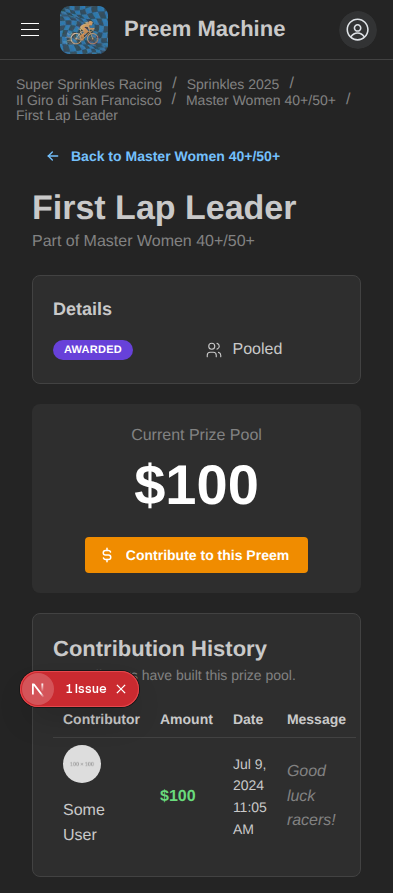 Preem Machine
Super Sprinkles Racing / Sprinkles 2025 /
Il Giro di San Francisco / Master Women 40+/50+ /
First Lap Leader
← Back to Master Women 40+/50+
First Lap Leader
Part of Master Women 40+/50+
Details
AWARDED
Pooled
Current Prize Pool
$100
$ Contribute to this Preem
Contribution History
have built this prize pool.
N 1 Issue ×
Contributor Amount Date Message
Some
User
$100
Jul 9,
2024
11:05
AM
Good
luck
racers!